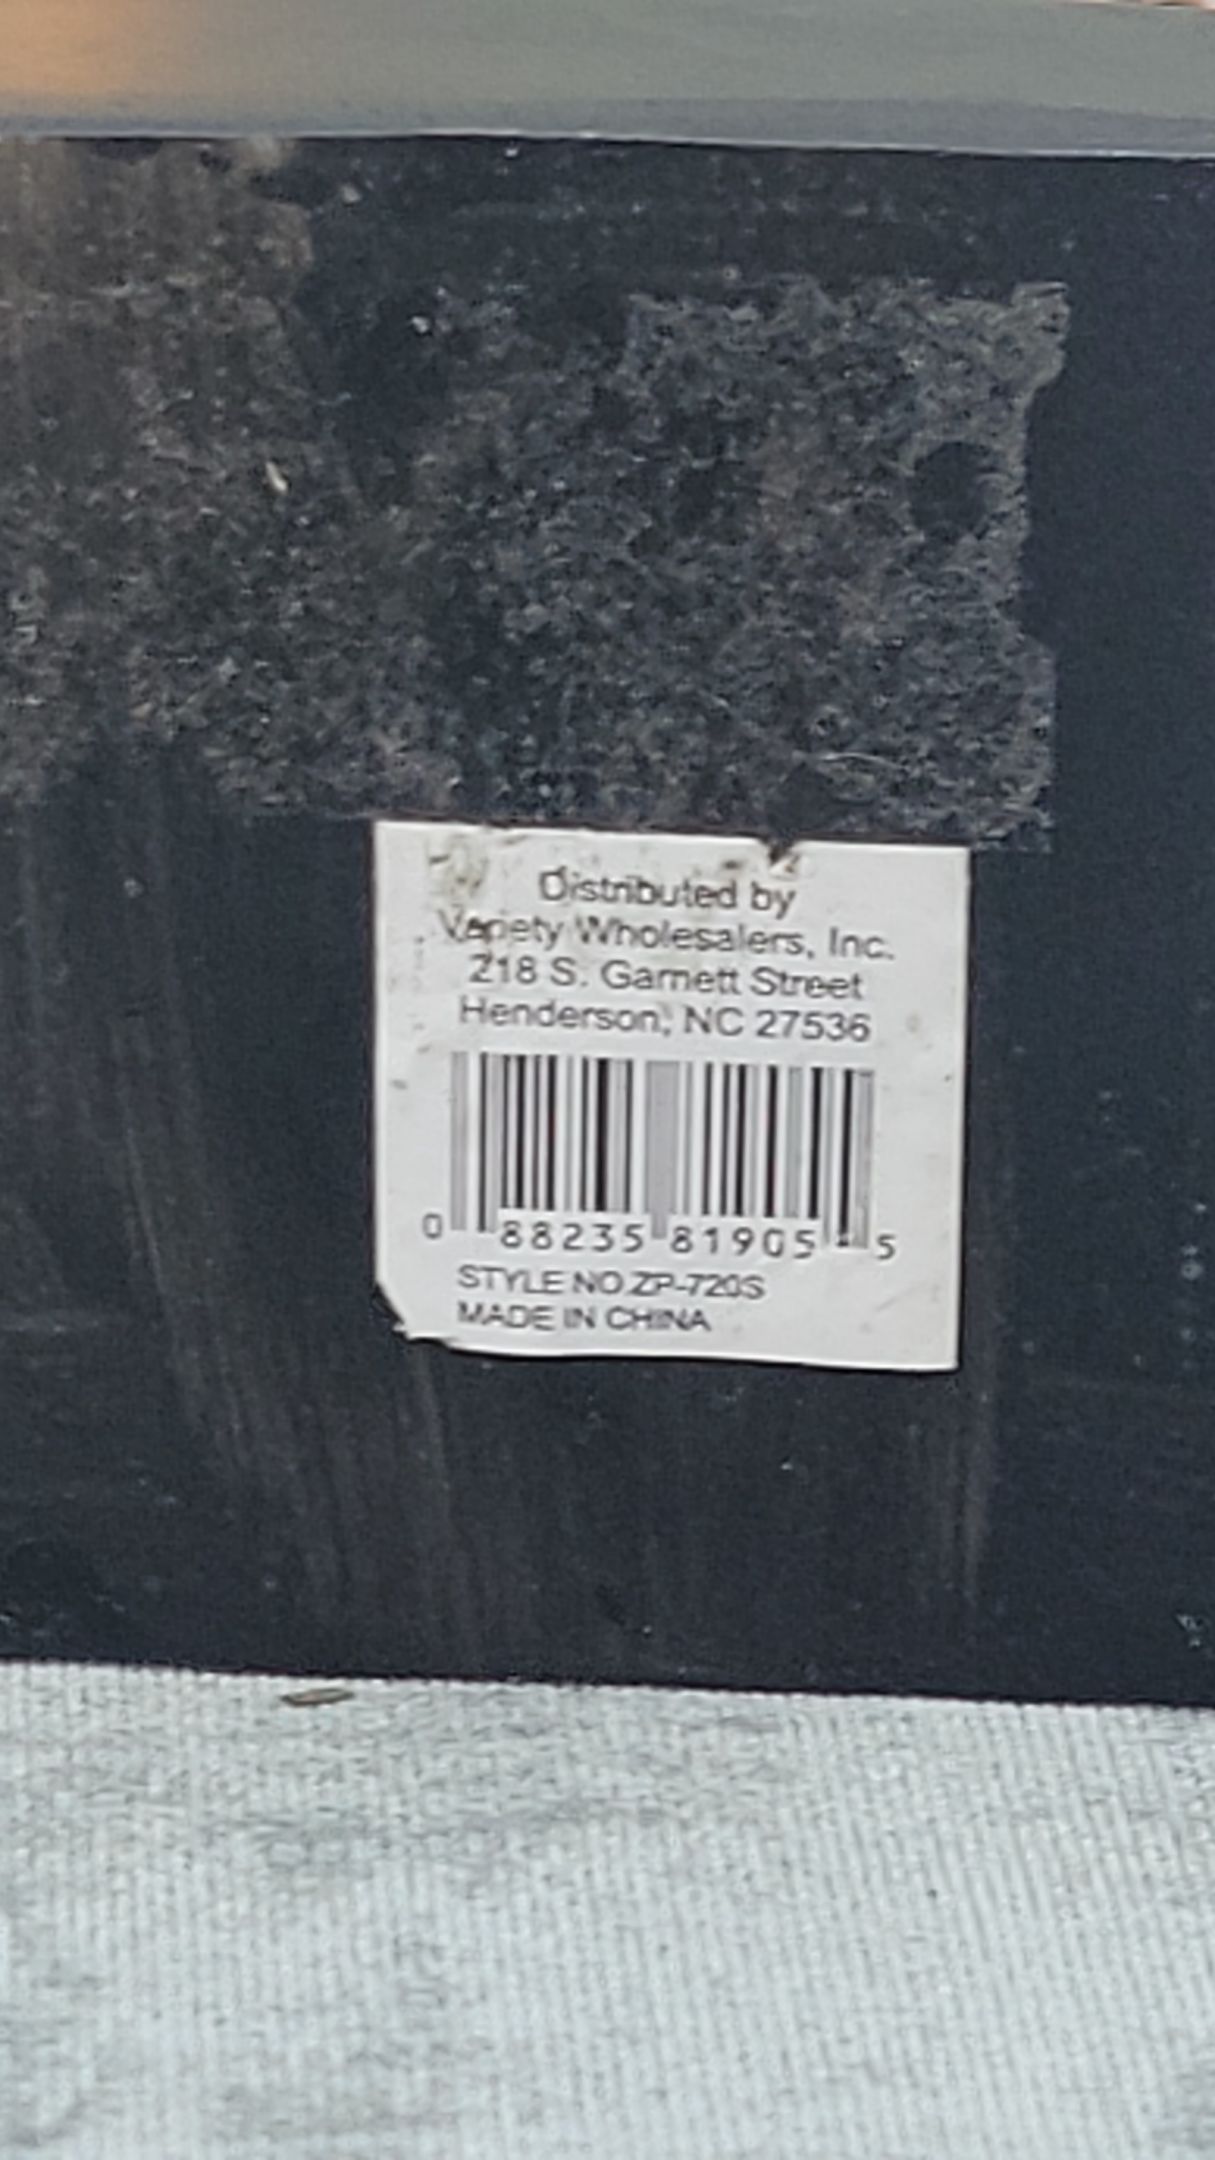 Distributed by
Variety Wholesalers, Inc.
218 S. Garnett Street
Henderson, NC 27536
0 88235 81905 5
STYLE NO.ZP-720S
MADE IN CHINA